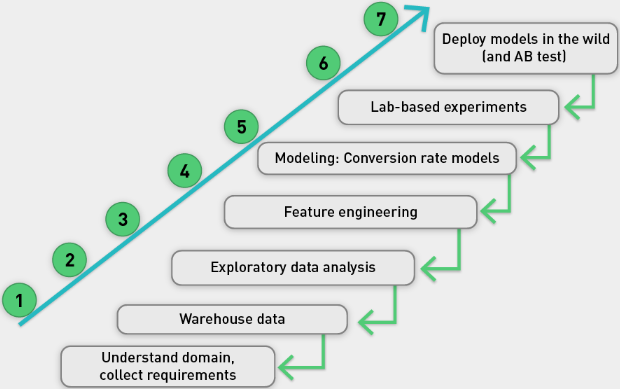 7
Deploy models in the wild
(and AB test)
6
Lab-based experiments
5
Modeling: Conversion rate models
4
Feature engineering
3
Exploratory data analysis
2
Warehouse data
1
Understand domain,
collect requirements